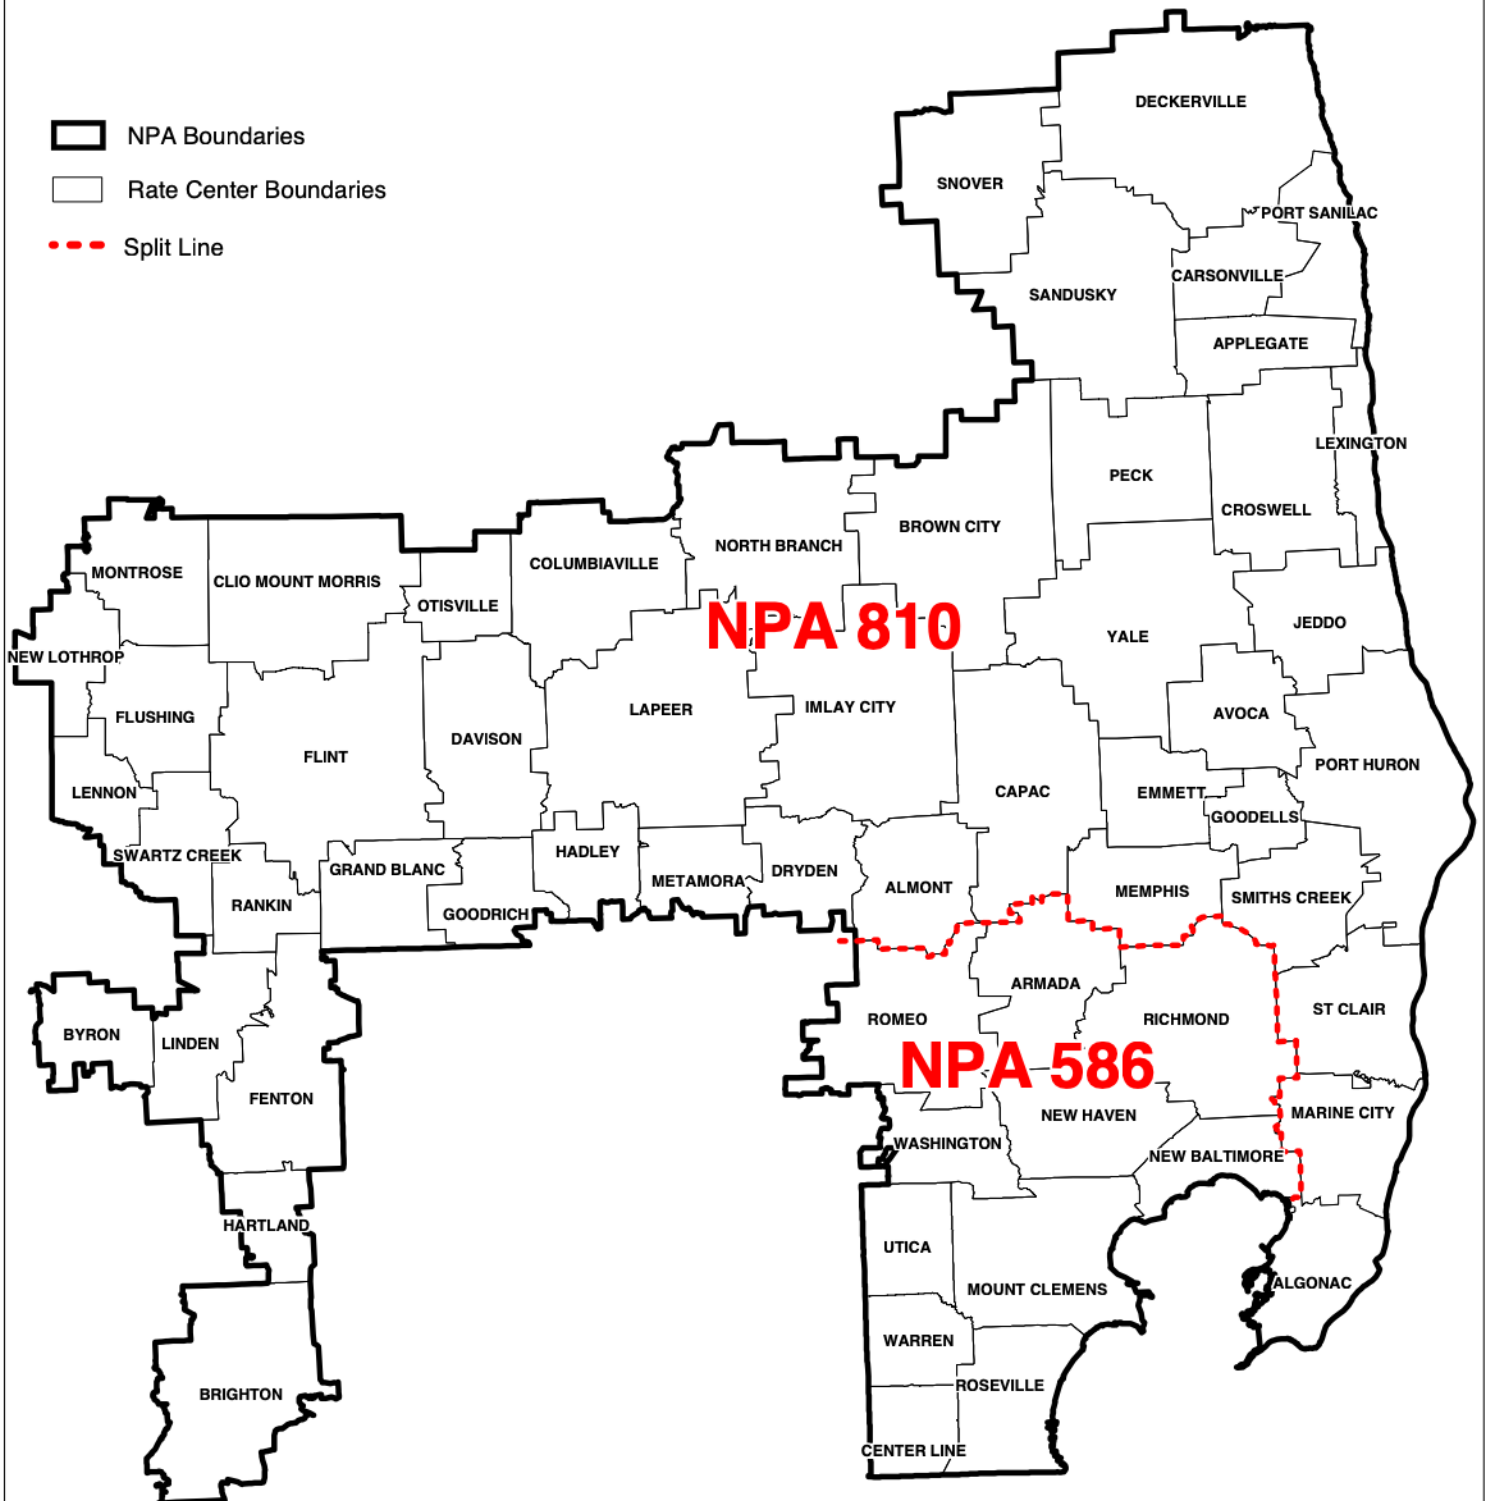 NPA Boundaries
Rate Center Boundaries
Split Line
DECKERVILLE
SNOVER
PORT SANILAC
CARSONVILLE
SANDUSKY
APPLEGATE
LEXINGTON
PECK
CROSWELL
BROWN CITY
NORTH BRANCH
COLUMBIAVILLE
MONTROSE
CLIO MOUNT MORRIS
OTISVILLE
NPA 810
JEDDO
YALE
NEW LOTHROP
LAPEER
IMLAY CITY
AVOCA
FLUSHING
DAVISON
FLINT
PORT HURON
LENNON
CAPAC
EMMETT
GOODELLS
SWARTZ CREEK
HADLEY
GRAND BLANC
DRYDEN
METAMORA
ALMONT
MEMPHIS
SMITHS CREEK
RANKIN
GOODRICH
ARMADA
ST CLAIR
ROMEO
RICHMOND
BYRON
LINDEN
NPA 586
FENTON
NEW HAVEN
MARINE CITY
WASHINGTON
NEW BALTIMORE
HARTLAND
UTICA
MOUNT CLEMENS
ALGONAC
WARREN
ROSEVILLE
BRIGHTON
CENTER LINE